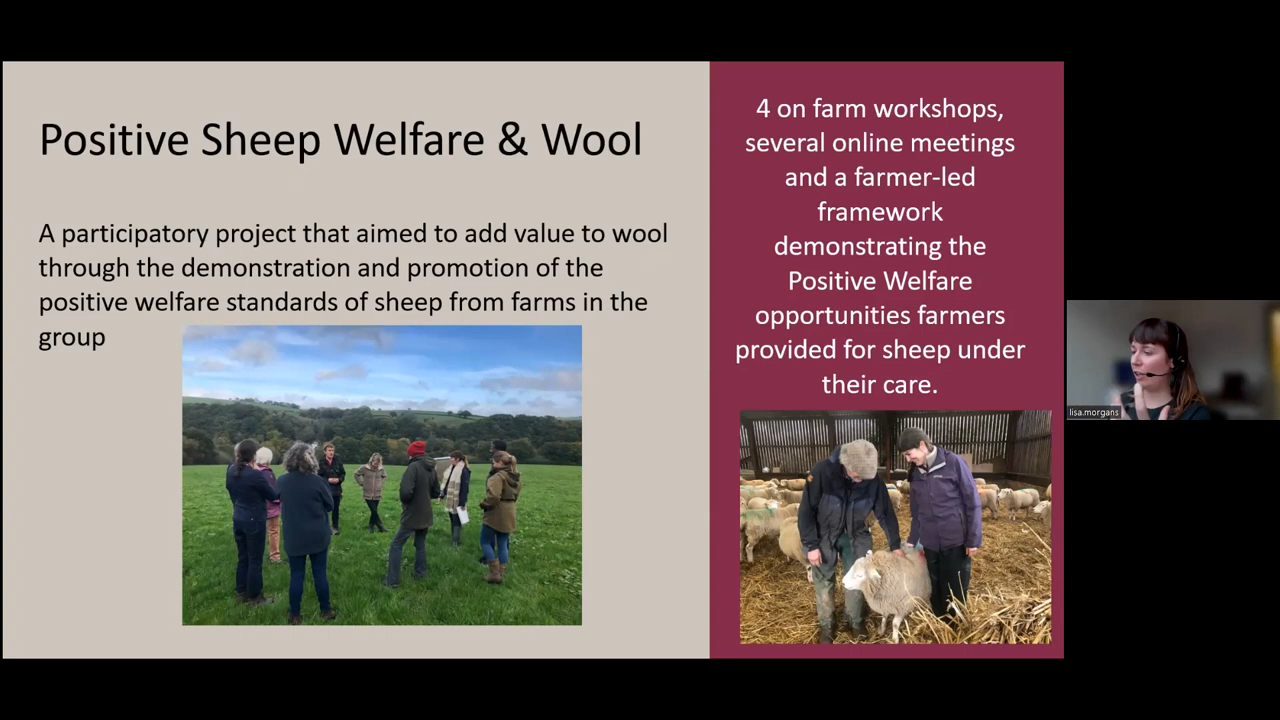 Positive Sheep Welfare & Wool
A participatory project that aimed to add value to wool
through the demonstration and promotion of the
positive welfare standards of sheep from farms in the
group
4 on farm workshops,
several online meetings
and a farmer-led
framework
demonstrating the
Positive Welfare
opportunities farmers
provided for sheep under
their care.
lisa.morgans